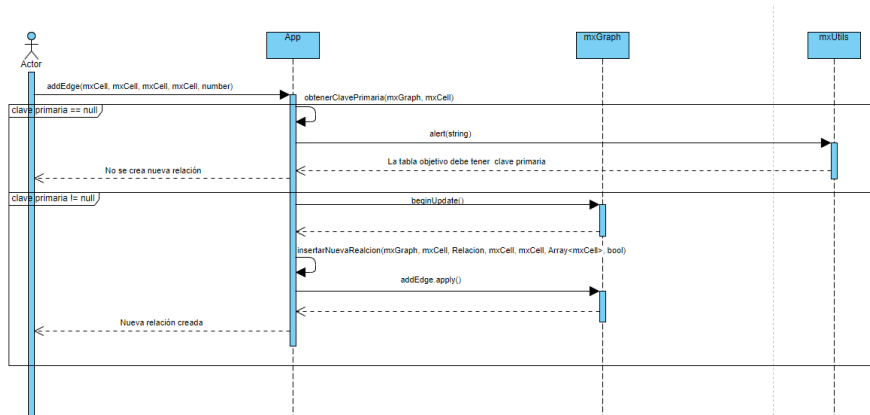 App
mxGraph
mxUtils
Actor
addEdge(mxCell, mxCell, mxCell, mxCell, number)
obtenerClavePrimaria(mxGraph, mxCell)
clave primaria == null
alert(string)
La tabla objetivo debe tener clave primaria
No se crea nueva relación
clave primaria != null
beginUpdate()
insertarNuevaRealcion(mxGraph, mxCell, Relacion, mxCell, mxCell, Array<mxCell>, bool)
addEdge.apply()
Nueva relación creada